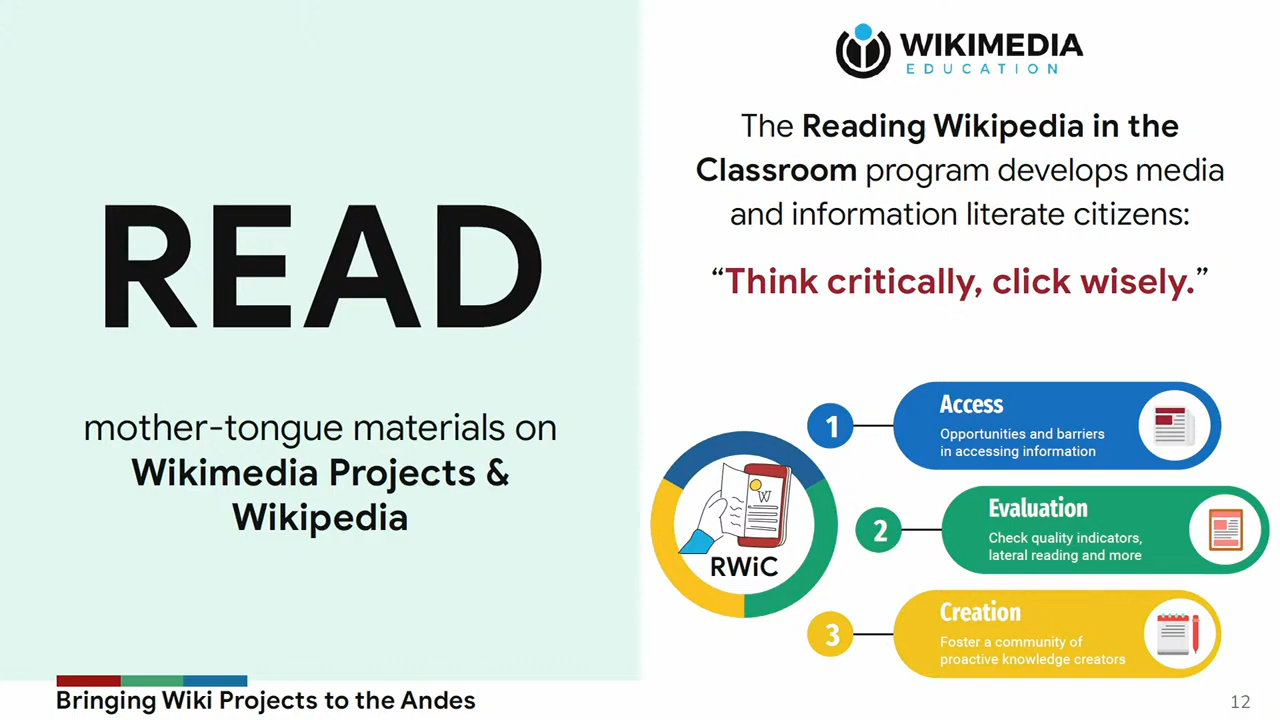 READ
mother-tongue materials on
Wikimedia Projects &
Wikipedia
WIKIMEDIA
EDUCATION
The Reading Wikipedia in the
Classroom program develops media
and information literate citizens:
“Think critically, click wisely.”
W
RWiC
1
Access
Opportunities and barriers
in accessing information
2
Evaluation
Check quality indicators,
lateral reading and more
3
Creation
Foster a community of
proactive knowledge creators
Bringing Wiki Projects to the Andes
12